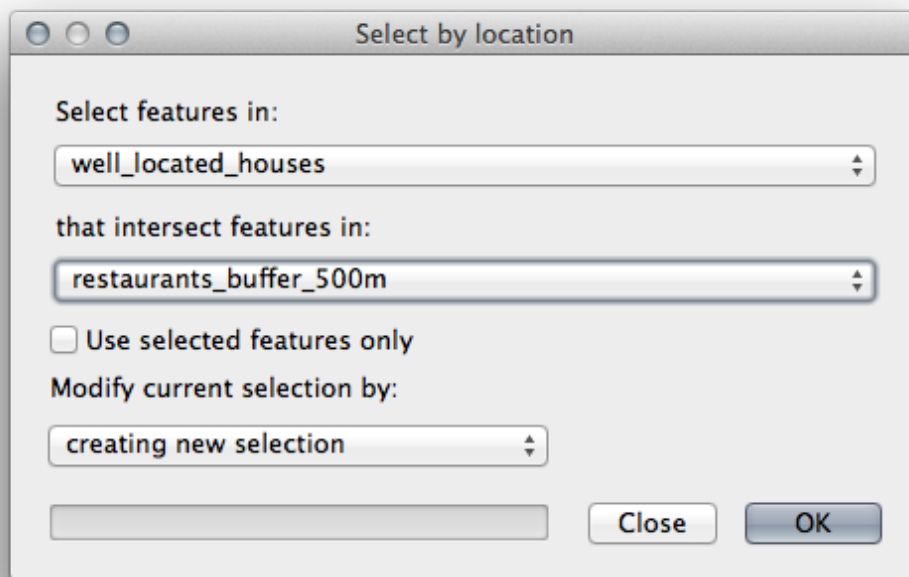 Select by location
Select features in:
well_located_houses
that intersect features in:
restaurants_buffer_500m
Use selected features only
Modify current selection by:
creating new selection
Close
OK